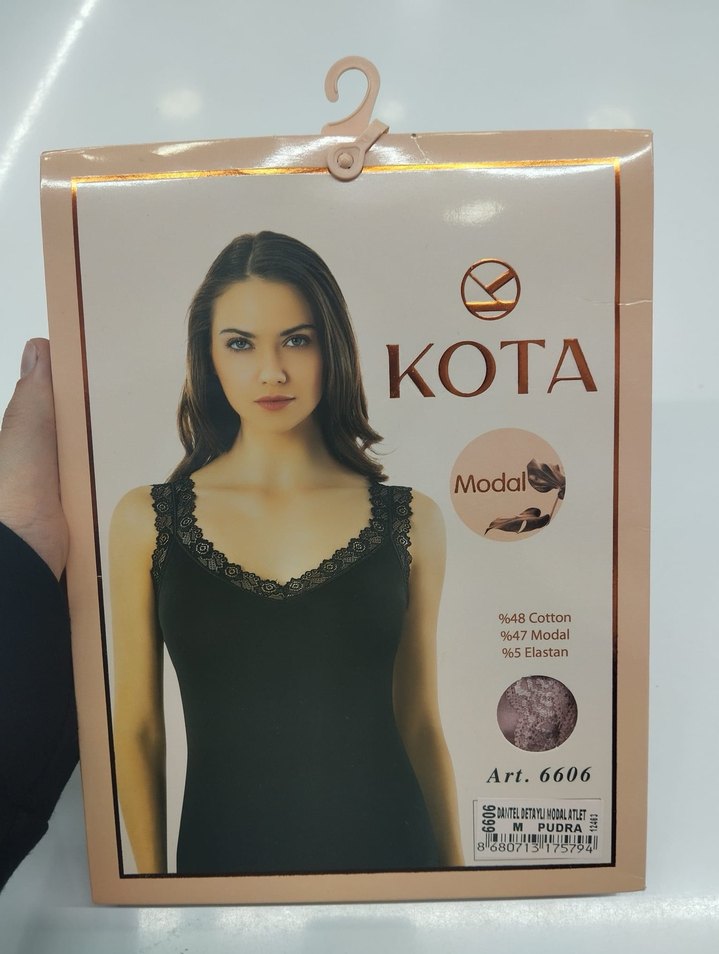 KOTA
Modal
%48 Cotton
%47 Modal
%5 Elastan
Art. 6606
6606
DANTEL DETAYLI MODAL ATLET
M PUDRA
12463
8 680713 175794